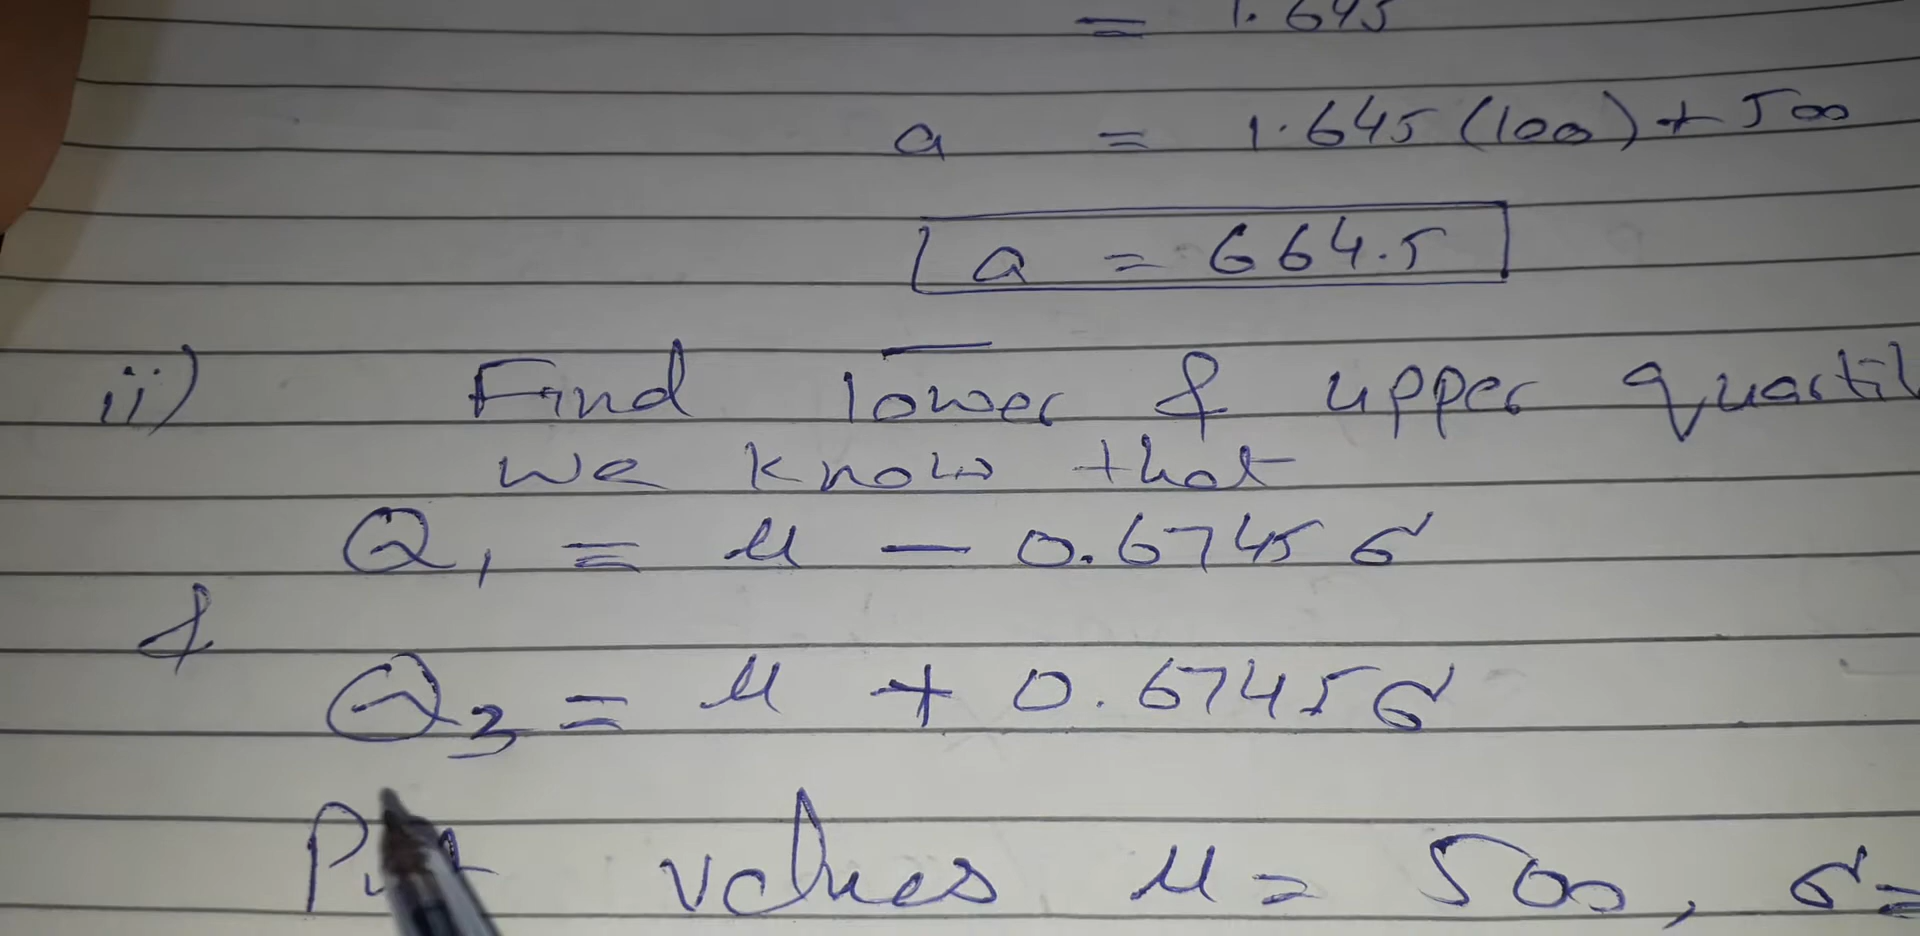 = 1.645
a = 1.645 (100) + 500
a = 664.5
ii) Find lower & upper quartil
we know that
Q1 = μ - 0.6745 σ
&
Q3 = μ + 0.6745 σ
Put values μ = 500, σ =